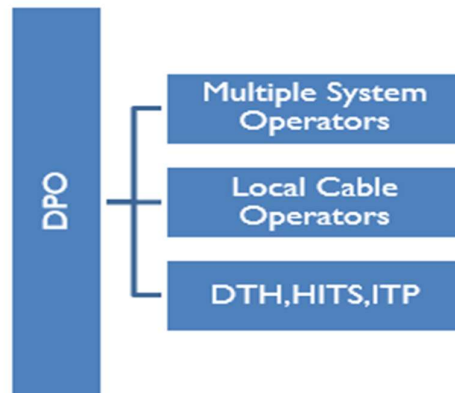 DPO
Multiple System
Operators
Local Cable
Operators
DTH,HITS,ITP